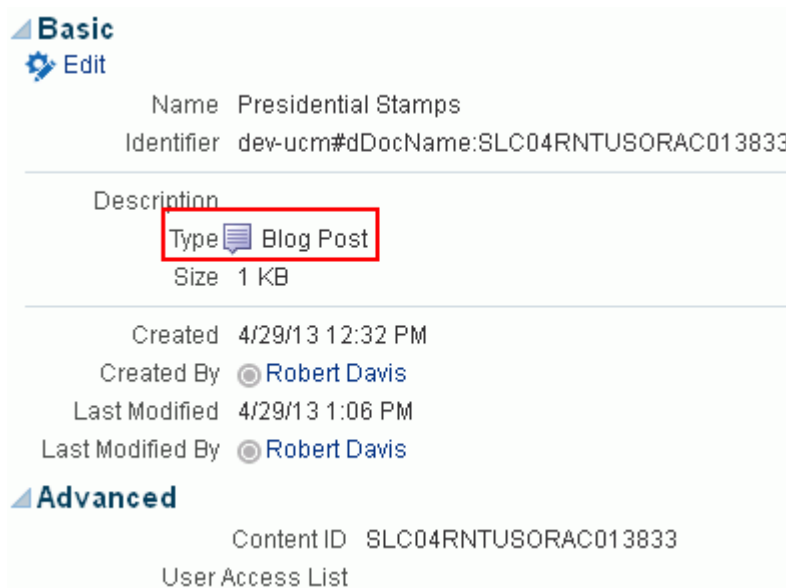 Basic
Edit
Name Presidential Stamps
Identifier dev-ucm#dDocName:SLC04RNTUSORAC013833
Description
Type Blog Post
Size 1 KB
Created 4/29/13 12:32 PM
Created By Robert Davis
Last Modified 4/29/13 1:06 PM
Last Modified By Robert Davis
Advanced
Content ID SLC04RNTUSORAC013833
User Access List